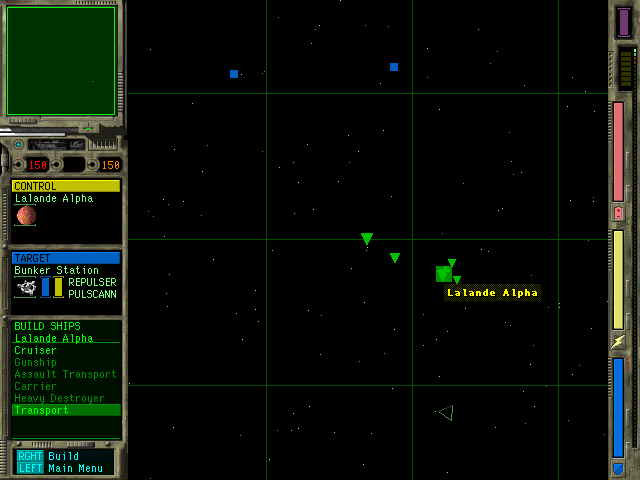 150 150
CONTROL
Lalande Alpha
TARGET
Bunker Station
REPULSER
PULSCANN
BUILD SHIPS
Lalande Alpha
Cruiser
Gunship
Assault Transport
Carrier
Heavy Destroyer
Transport
RGHT Build
LEFT Main Menu
Lalande Alpha